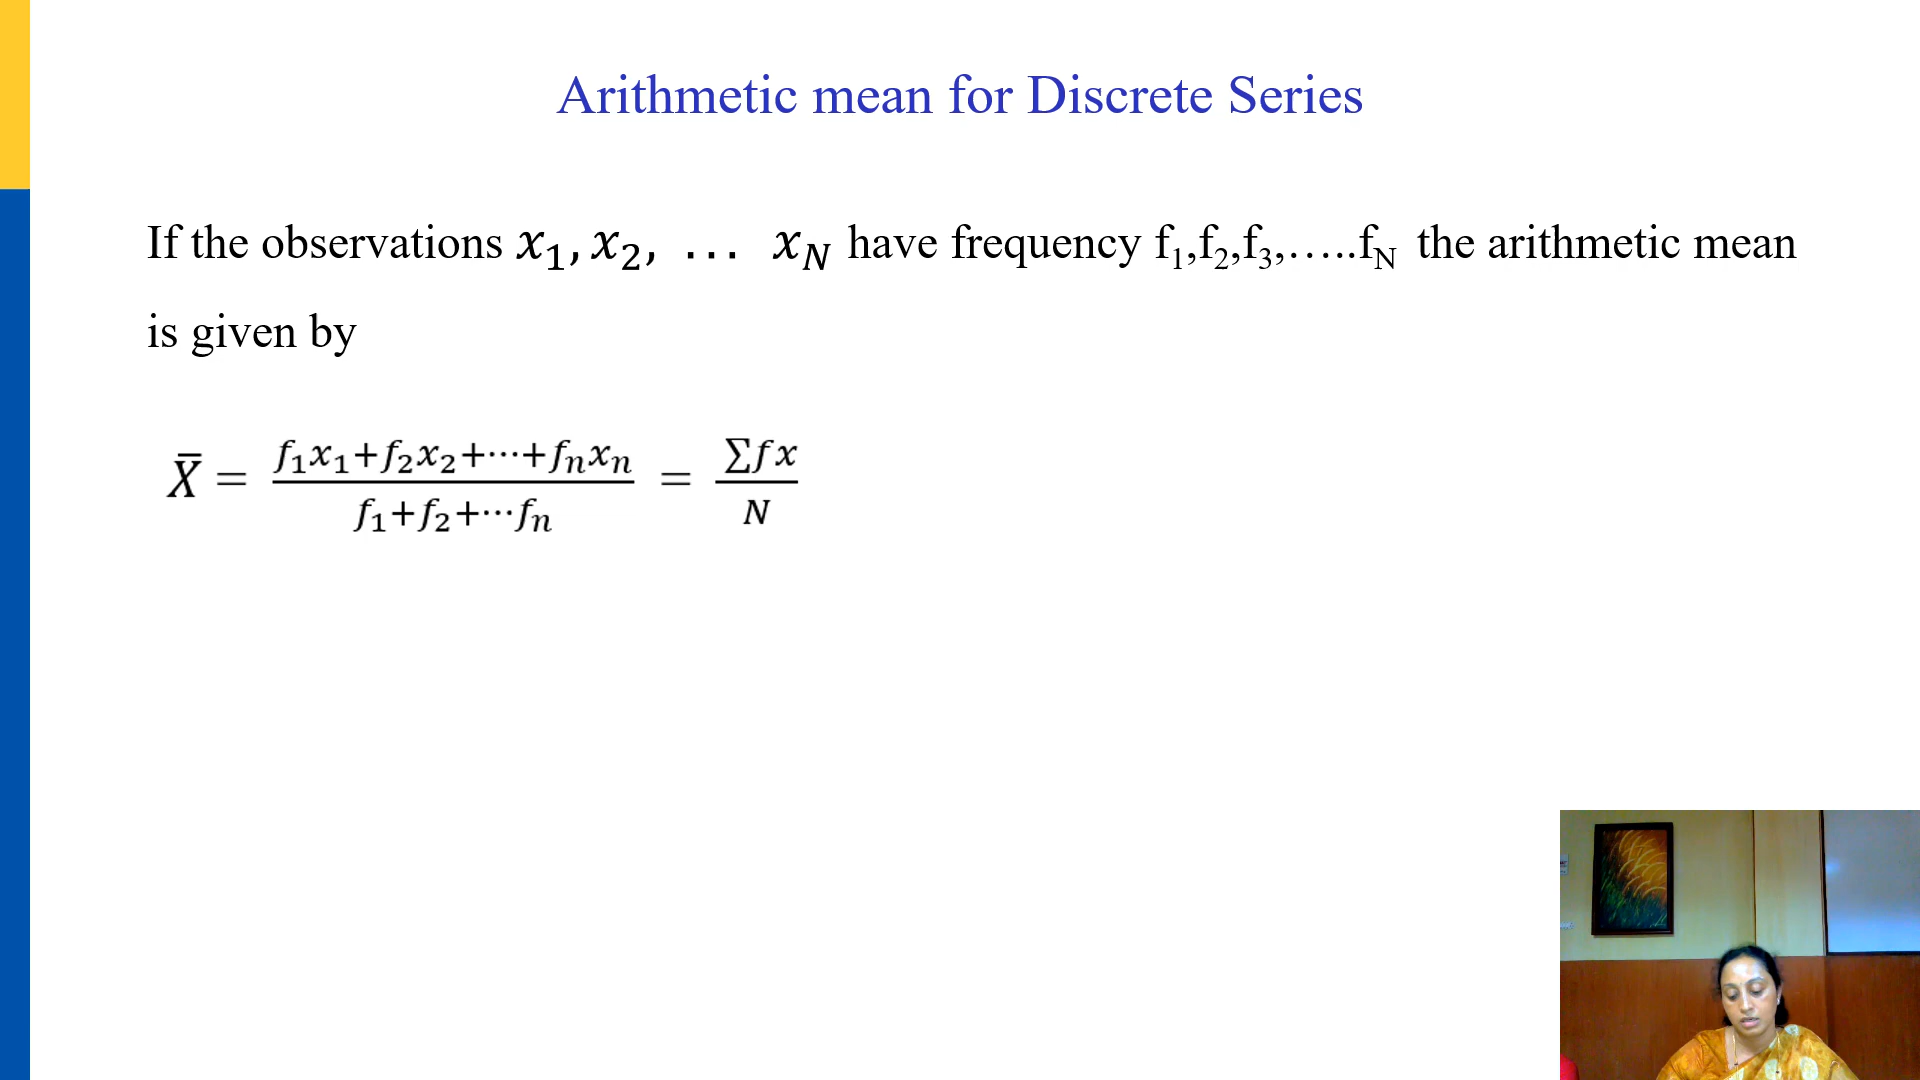 Arithmetic mean for Discrete Series
If the observations x₁, x₂, … x_N have frequency f₁,f₂,f₃,…..f_N the arithmetic mean
is given by
X̄ = (f₁x₁+f₂x₂+⋯+fₙxₙ)/(f₁+f₂+⋯fₙ) = ∑fx/N